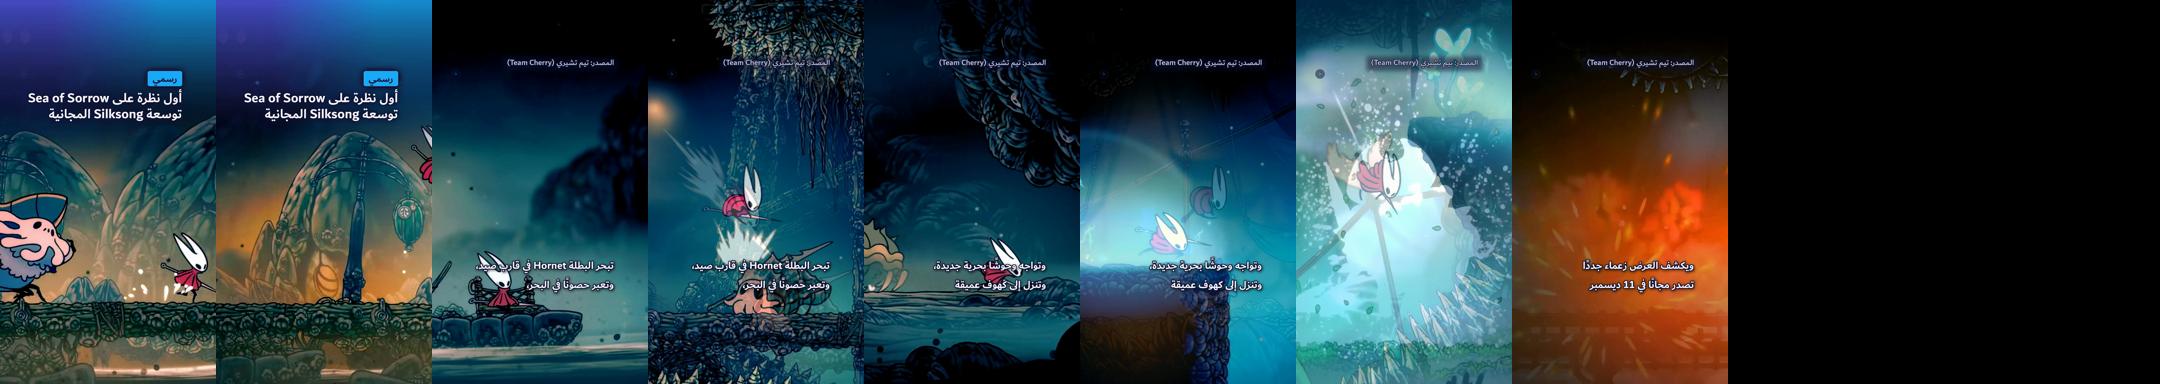 رسمي
أول نظرة على Sea of Sorrow
توسعة Silksong المجانية
رسمي
أول نظرة على Sea of Sorrow
توسعة Silksong المجانية
المصدر: تيم تشيري (Team Cherry)
تبحر البطلة Hornet في قارب صيد،
وتعبر حصونًا في البحر،
المصدر: تيم تشيري (Team Cherry)
تبحر البطلة Hornet في قارب صيد،
وتعبر حصونًا في البحر،
المصدر: تيم تشيري (Team Cherry)
وتواجه وحوشًا بحرية جديدة،
وتنزل إلى كهوف عميقة
المصدر: تيم تشيري (Team Cherry)
وتواجه وحوشًا بحرية جديدة،
وتنزل إلى كهوف عميقة
المصدر: تيم تشيري (Team Cherry)
المصدر: تيم تشيري (Team Cherry)
ويكشف العرض زعماء جددًا
تصدر مجانًا في 11 ديسمبر